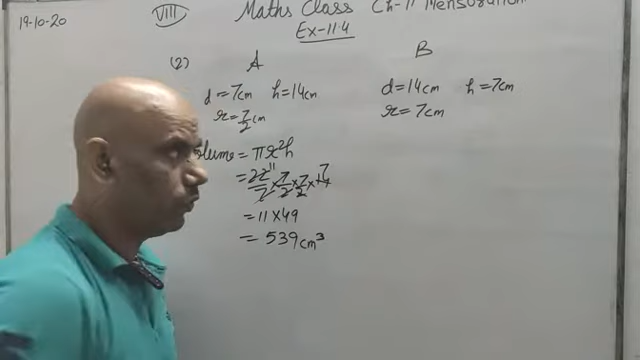 19-10-20
VIII
Maths Class Ch-11 Mensuration
Ex-11.4
(2) A B
d = 7cm h = 14cm
r = 7/2 cm
d = 14cm h = 7cm
r = 7cm
Volume = πr²h
= 22/7 × 7/2 × 7/2 × 14
= 11 × 49
= 539 cm³